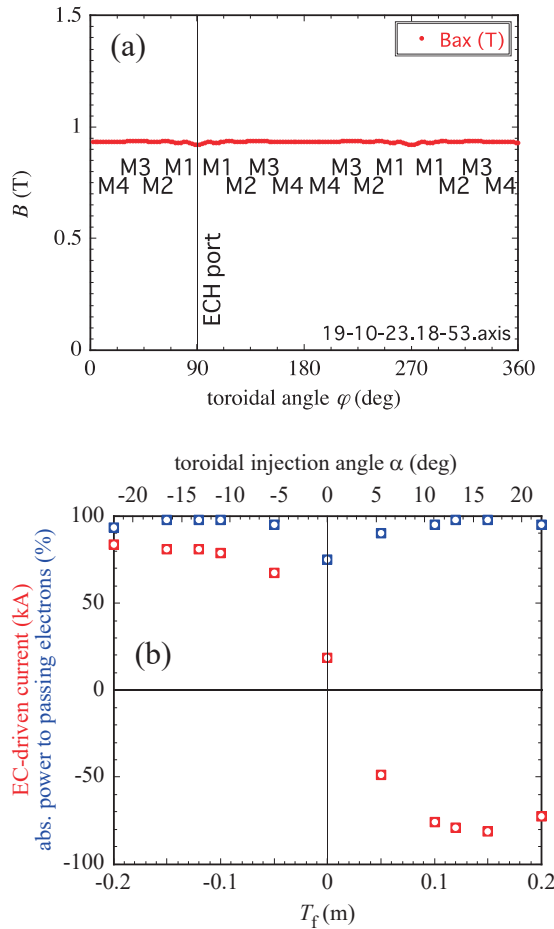 1.5
(a)
Bax (T)
1
M3 M1 M1 M3 M3 M1 M1 M3
M4 M2 M2 M4 M4 M2 M2 M4
B (T)
0.5
ECH port
19-10-23.18-53.axis
0
0 90 180 270 360
toroidal angle φ (deg)
toroidal injection angle α (deg)
-20 -15 -10 -5 0 5 10 15 20
100
50
(b)
0
-50
-100
EC-driven current (kA)
abs. power to passing electrons (%)
-0.2 -0.1 0 0.1 0.2
Tf (m)